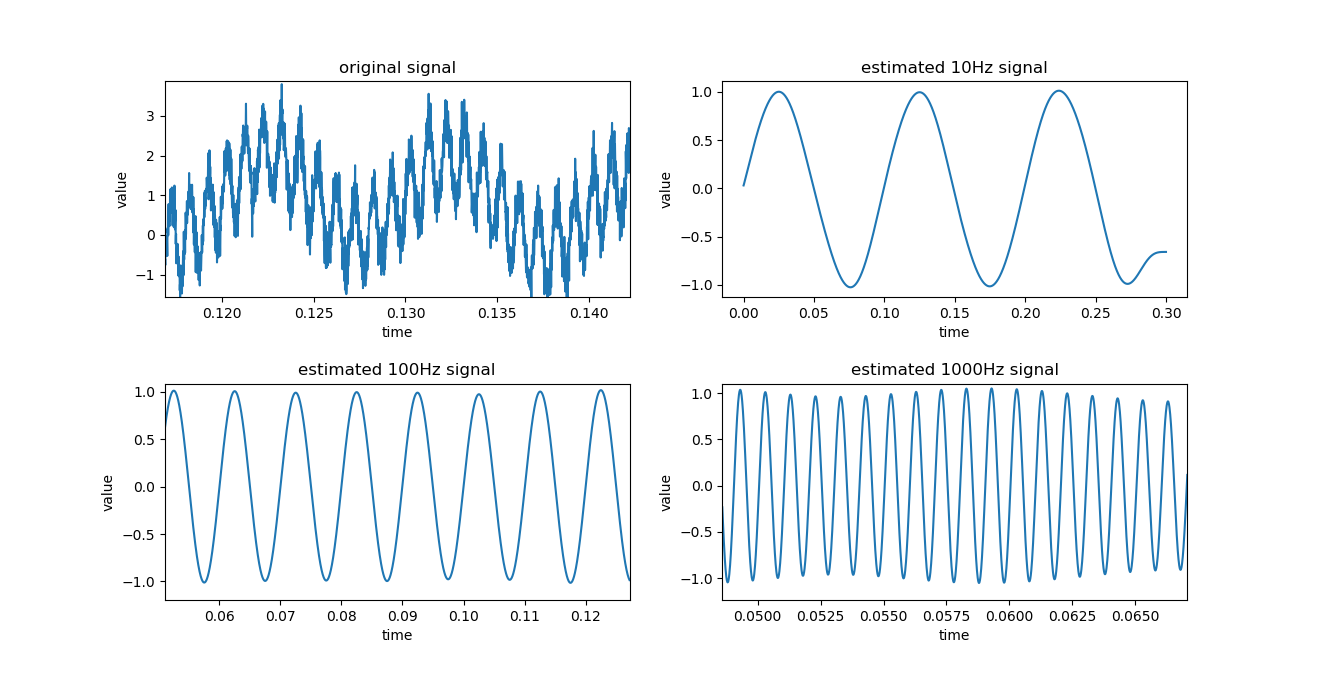 original signal
value
3
2
1
0
−1
0.120 0.125 0.130 0.135 0.140
time
estimated 10Hz signal
value
1.0
0.5
0.0
−0.5
−1.0
0.00 0.05 0.10 0.15 0.20 0.25 0.30
time
estimated 100Hz signal
value
1.0
0.5
0.0
−0.5
−1.0
0.06 0.07 0.08 0.09 0.10 0.11 0.12
time
estimated 1000Hz signal
value
1.0
0.5
0.0
−0.5
−1.0
0.0500 0.0525 0.0550 0.0575 0.0600 0.0625 0.0650
time